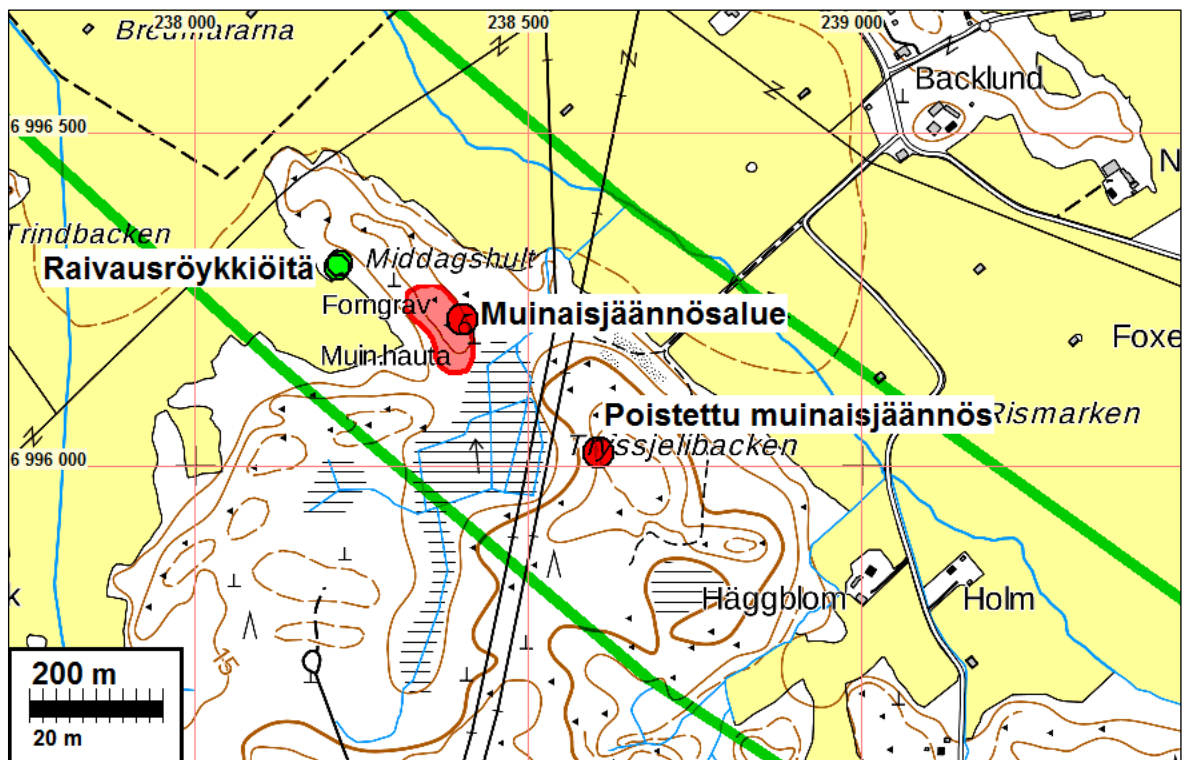 238 000
238 500
239 000
Bredmararna
Backlund
6 996 500
N
Trindbacken
Middagshult
Raivausröykkiöitä
Forngrav
5
Muinaisjäännösalue
Foxe
Muinhauta
Poistettu muinaisjäännös
Rismarken
6 996 000
k
Häggblom
Holm
15
200 m
20 m